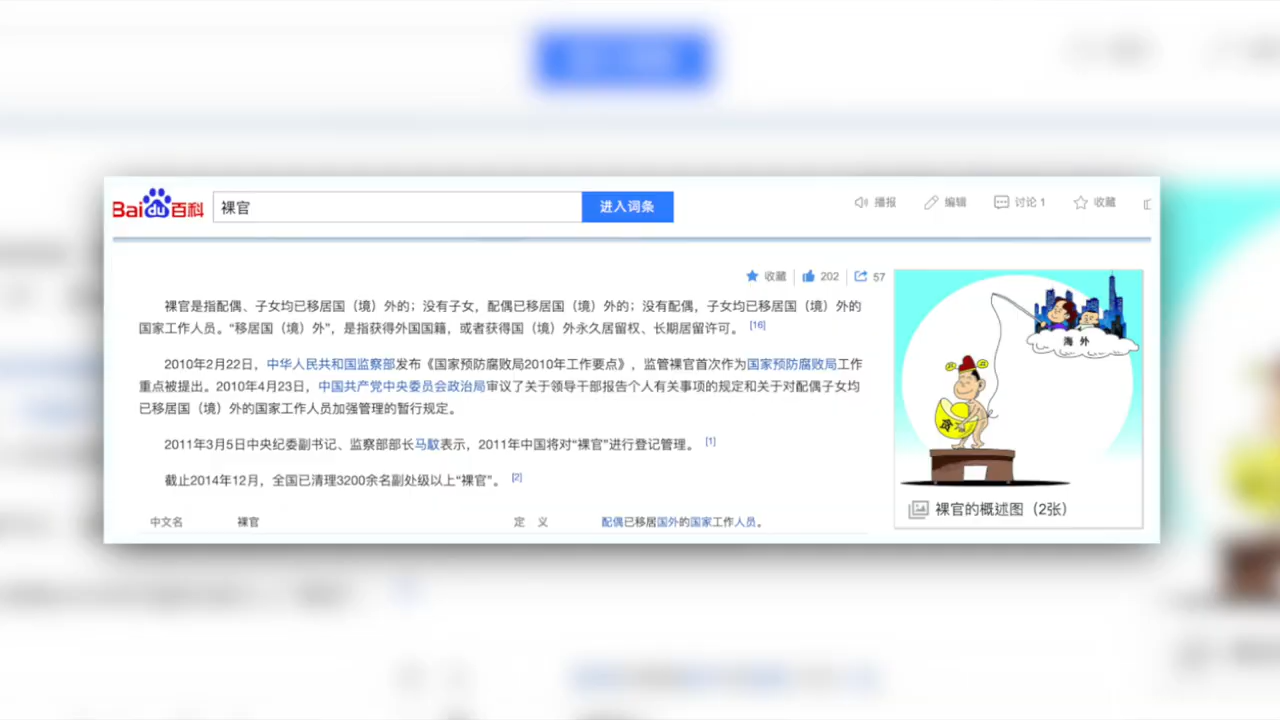 Baidu百科
裸官
进入词条
播报
编辑
讨论 1
收藏
收藏
202
57
裸官是指配偶、子女均已移居国（境）外的；没有子女，配偶已移居国（境）外的；没有配偶，子女均已移居国（境）外的
国家工作人员。“移居国（境）外”，是指获得外国国籍，或者获得国（境）外永久居留权、长期居留许可。 [16]
2010年2月22日，中华人民共和国监察部发布《国家预防腐败局2010年工作要点》，监管裸官首次作为国家预防腐败局工作
重点被提出。2010年4月23日，中国共产党中央委员会政治局审议了关于领导干部报告个人有关事项的规定和关于对配偶子女均
已移居国（境）外的国家工作人员加强管理的暂行规定。
2011年3月5日中央纪委副书记、监察部部长马馼表示，2011年中国将对“裸官”进行登记管理。 [1]
截止2014年12月，全国已清理3200余名副处级以上“裸官”。 [2]
中文名 裸官 定 义 配偶已移居国外的国家工作人员。
海 外
裸官的概述图（2张）